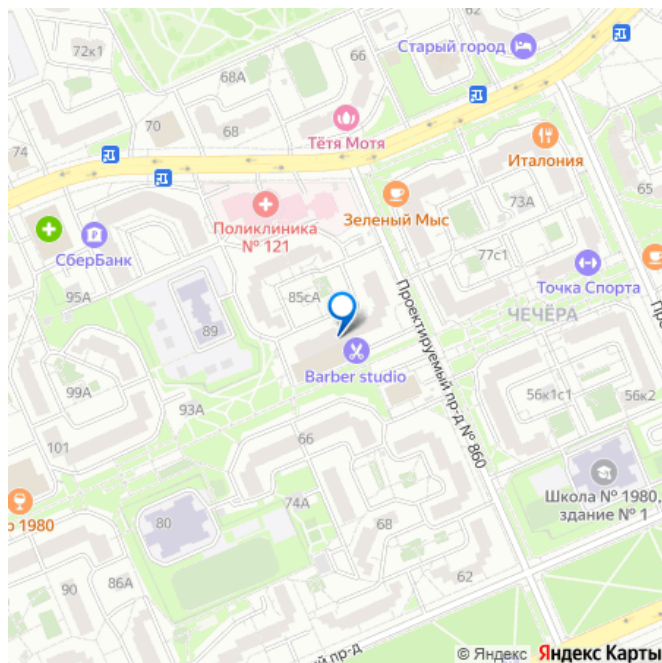 72к1
66
Старый город
68А
70
68
Тётя Мотя
74
Италония
65
73А
Поликлиника
№ 121
Зеленый Мыс
СберБанк
77с1
Точка Спорта
85сА
95А
89
Проектируемый пр-д № 860
ЧЕЧЁРА
Barber studio
99А
93А
56к1с1
56к2
101
66
Школа № 1980,
здание № 1
74А
о 1980
80
68
62
86А
90
ый пр-д
© Яндекс Яндекс Карты